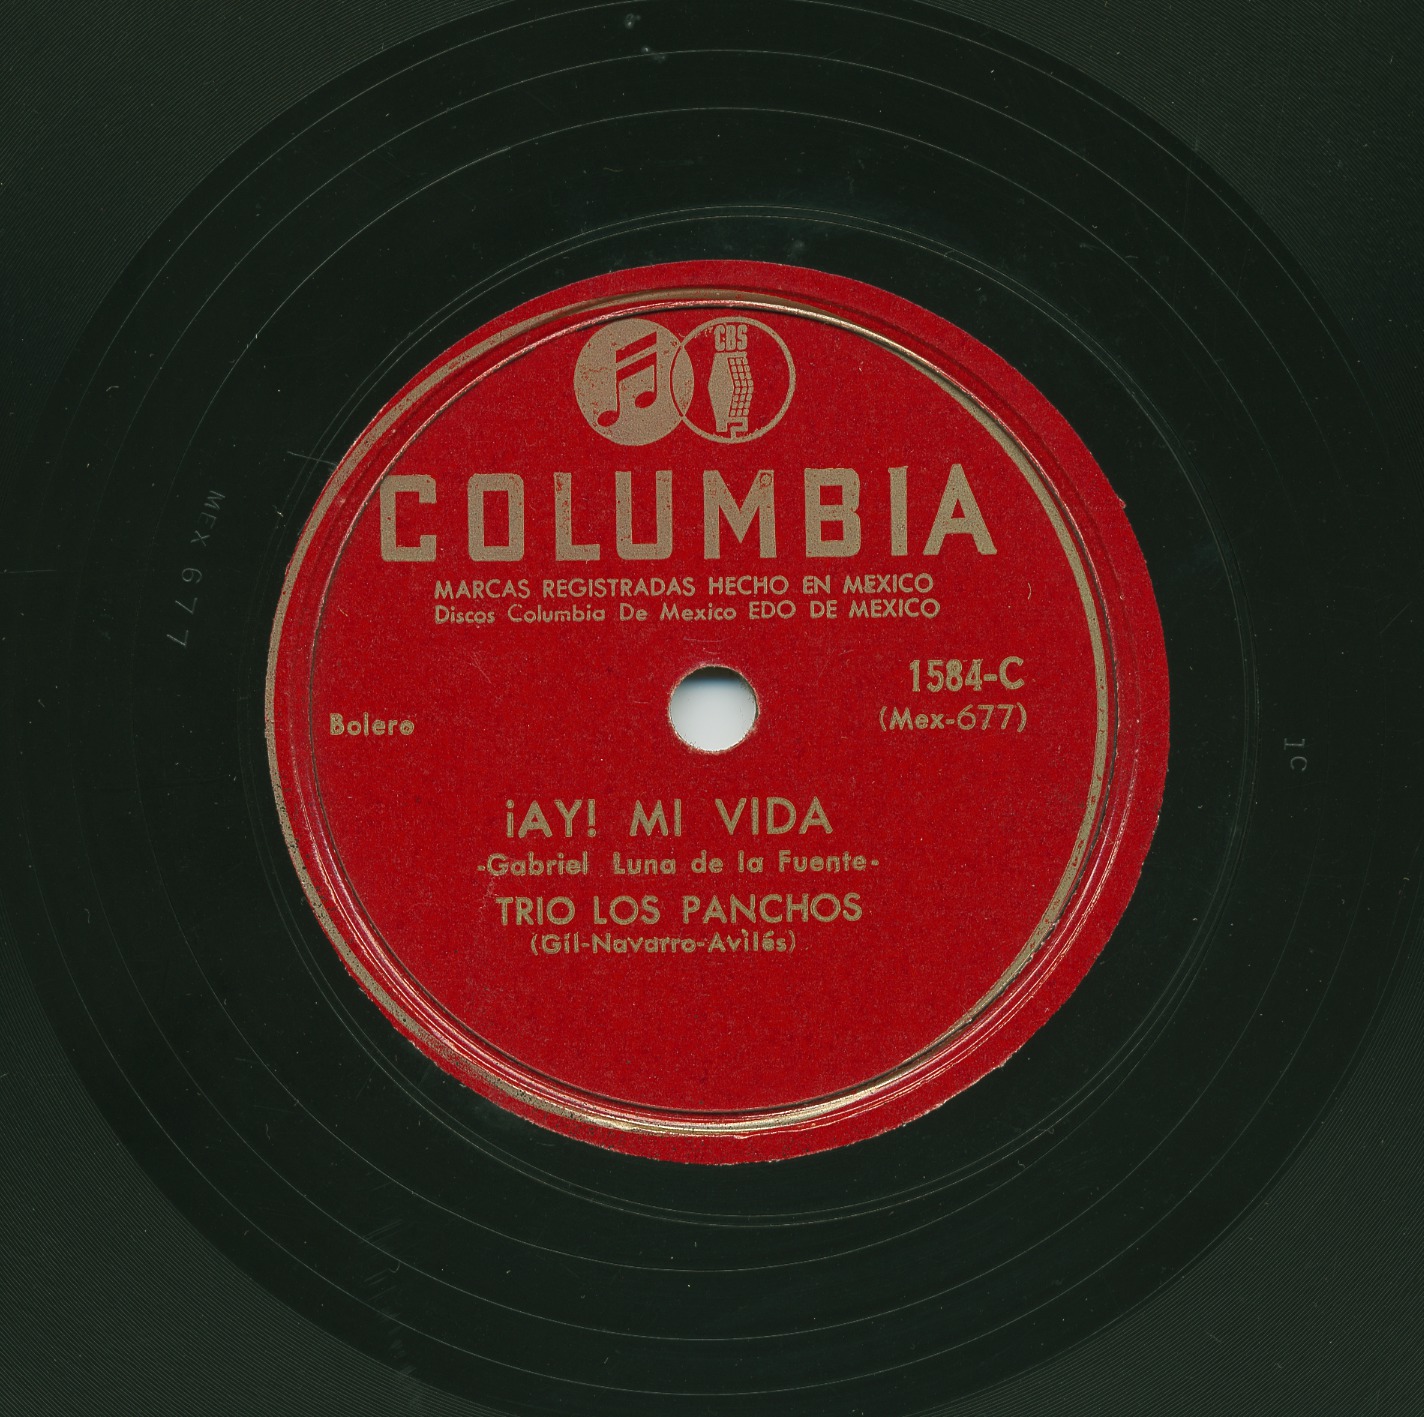 CBS
COLUMBIA
MARCAS REGISTRADAS HECHO EN MEXICO
Discos Columbia De Mexico EDO DE MEXICO
1584-C
(Mex-677)
Bolero
¡AY! MI VIDA
-Gabriel Luna de la Fuente-
TRIO LOS PANCHOS
(Gil-Navarro-Avilés)
MEX 677
1C